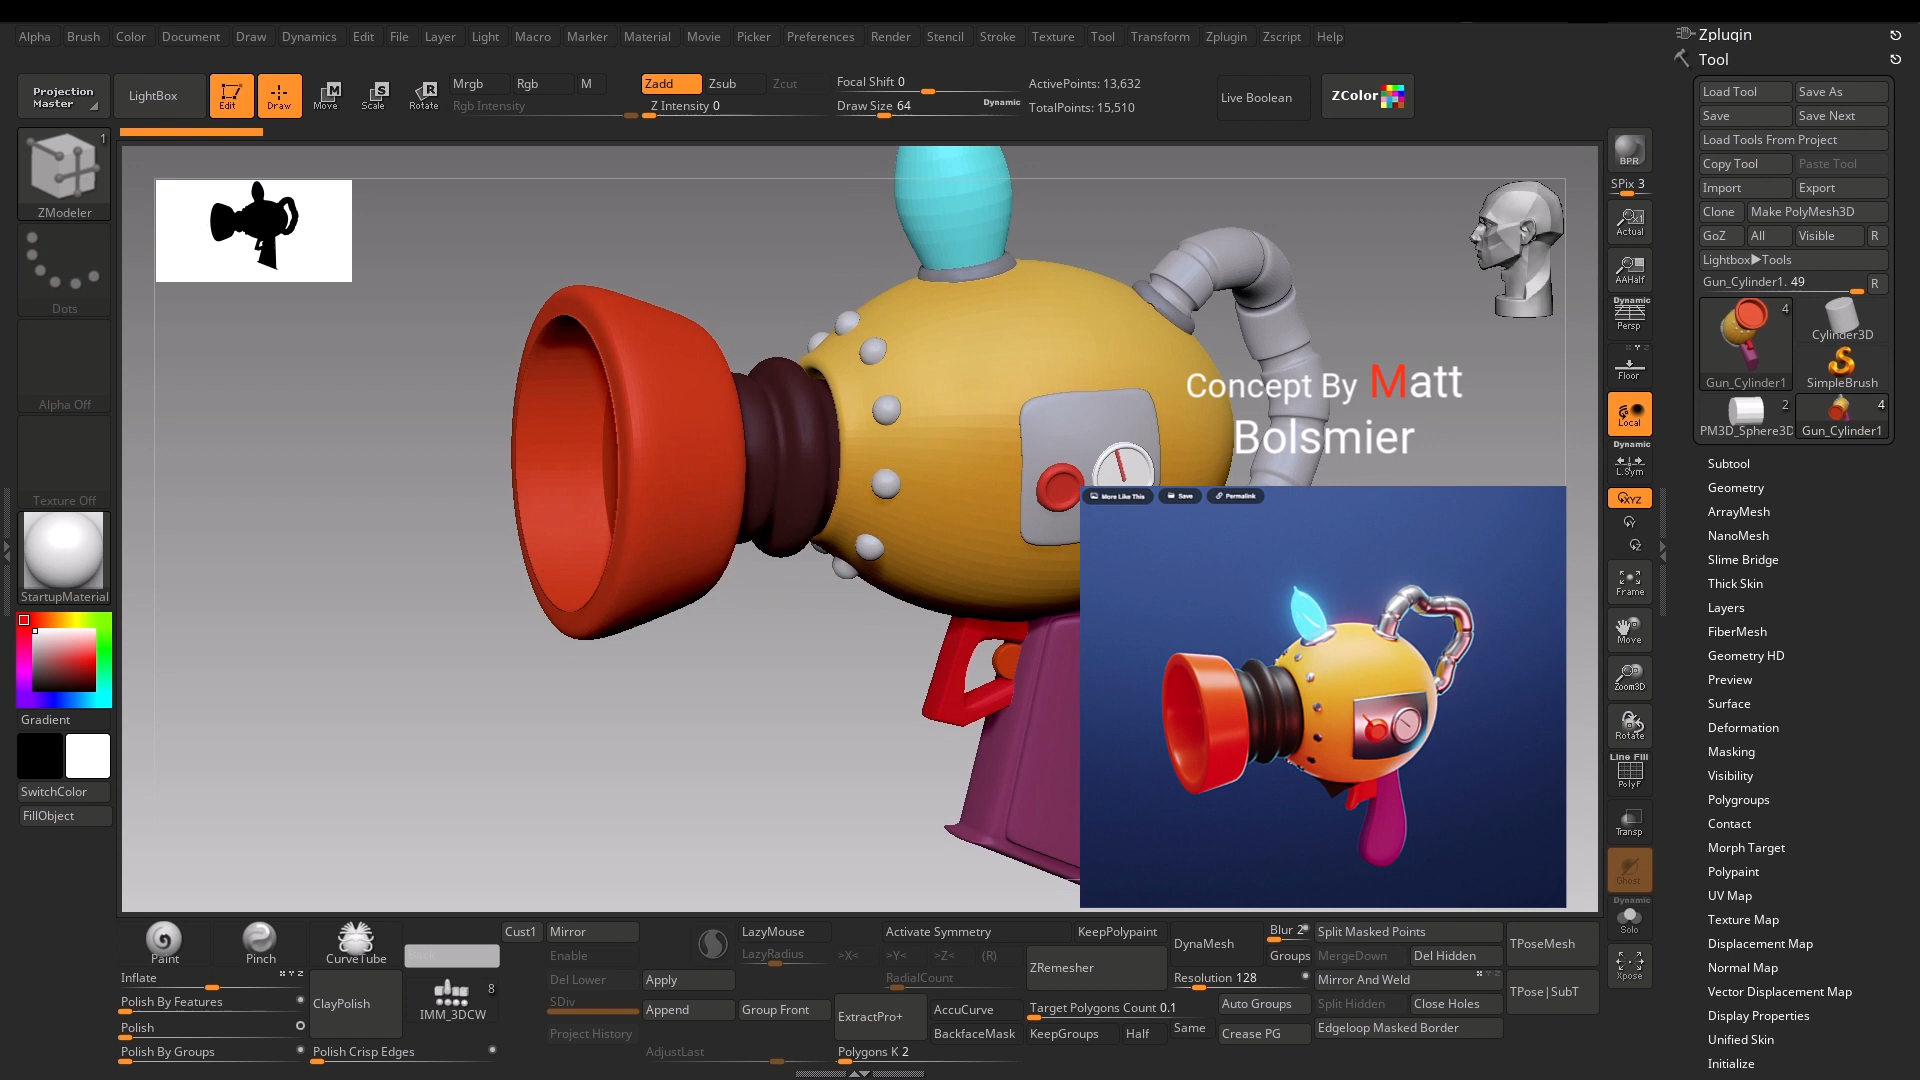 Alpha Brush Color Document Draw Dynamics Edit File Layer Light Macro Marker Material Movie Picker Preferences Render Stencil Stroke Texture Tool Transform Zplugin Zscript Help
Projection Master
LightBox
Edit
Draw
Move
Scale
Rotate
Mrgb Rgb M
Rgb Intensity
Zadd Zsub Zcut
Z Intensity 0
Focal Shift 0
Draw Size 64
Dynamic
ActivePoints: 13,632
TotalPoints: 15,510
Live Boolean
ZColor
1
ZModeler
Dots
Alpha Off
Texture Off
StartupMaterial
Gradient
SwitchColor
FillObject
Concept By Matt
Bolsmier
More Like This Save Permalink
BPR
SPix 3
Actual
AAHalf
Dynamic
Persp
Floor
Local
Dynamic
L.Sym
XYZ
Y
Z
Frame
Move
Zoom3D
Rotate
Line Fill
PolyF
Transp
Ghost
Dynamic
Solo
Xpose
Zplugin
Tool
Load Tool Save As
Save Save Next
Load Tools From Project
Copy Tool Paste Tool
Import Export
Clone Make PolyMesh3D
GoZ All Visible R
Lightbox▶Tools
Gun_Cylinder1. 49 R
4
Gun_Cylinder1
Cylinder3D
SimpleBrush
2
PM3D_Sphere3D
4
Gun_Cylinder1
Subtool
Geometry
ArrayMesh
NanoMesh
Slime Bridge
Thick Skin
Layers
FiberMesh
Geometry HD
Preview
Surface
Deformation
Masking
Visibility
Polygroups
Contact
Morph Target
Polypaint
UV Map
Texture Map
Displacement Map
Normal Map
Vector Displacement Map
Display Properties
Unified Skin
Initialize
Paint
Pinch
CurveTube
Back
Inflate
Polish By Features
Polish
Polish By Groups
ClayPolish
8
IMM_3DCW
Polish Crisp Edges
Cust1
Mirror
Enable
Del Lower
SDiv
Project History
Apply
Append
AdjustLast
LazyMouse
LazyRadius
Group Front
Activate Symmetry
>X< >Y< >Z< (R)
RadialCount
ExtractPro+
AccuCurve
BackfaceMask
Polygons K 2
KeepPolypaint
ZRemesher
Target Polygons Count 0.1
KeepGroups Half Same
DynaMesh
Blur 2
Groups
Resolution 128
Auto Groups
Crease PG
Split Masked Points
MergeDown Del Hidden
Mirror And Weld
Split Hidden Close Holes
Edgeloop Masked Border
TPoseMesh
TPose|SubT